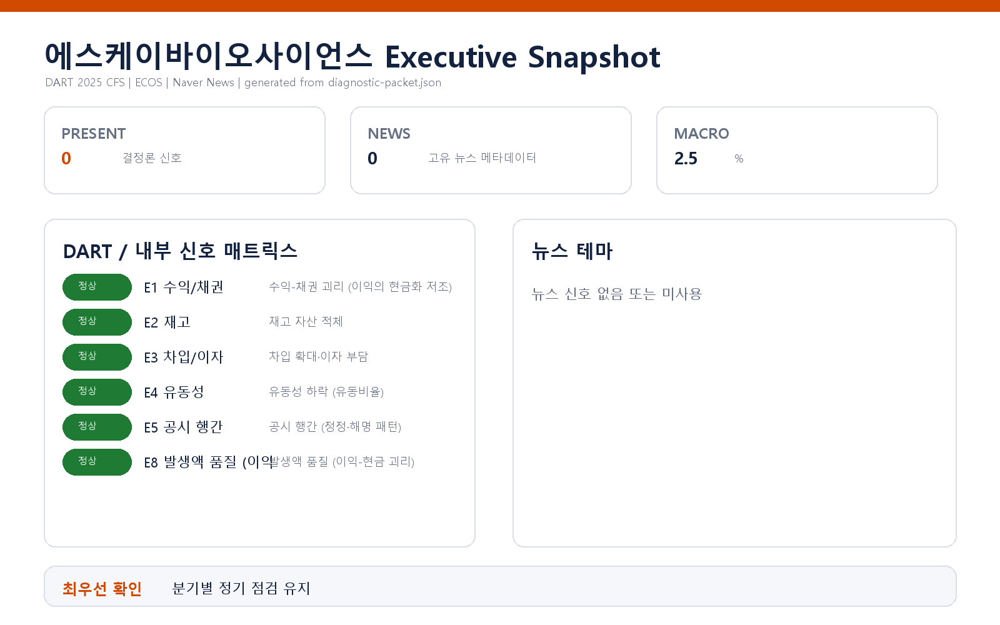 에스케이바이오사이언스 Executive Snapshot
DART 2025 CFS | ECOS | Naver News | generated from diagnostic-packet.json
PRESENT
0 결정론 신호
NEWS
0 고유 뉴스 메타데이터
MACRO
2.5 %
DART / 내부 신호 매트릭스
정상 E1 수익/채권 수익-채권 괴리 (이익의 현금화 저조)
정상 E2 재고 재고 자산 적체
정상 E3 차입/이자 차입 확대·이자 부담
정상 E4 유동성 유동성 하락 (유동비율)
정상 E5 공시 행간 공시 행간 (정정·해명 패턴)
정상 E8 발생액 품질 (이익 발생액 품질 (이익-현금 괴리)
뉴스 테마
뉴스 신호 없음 또는 미사용
최우선 확인 분기별 정기 점검 유지